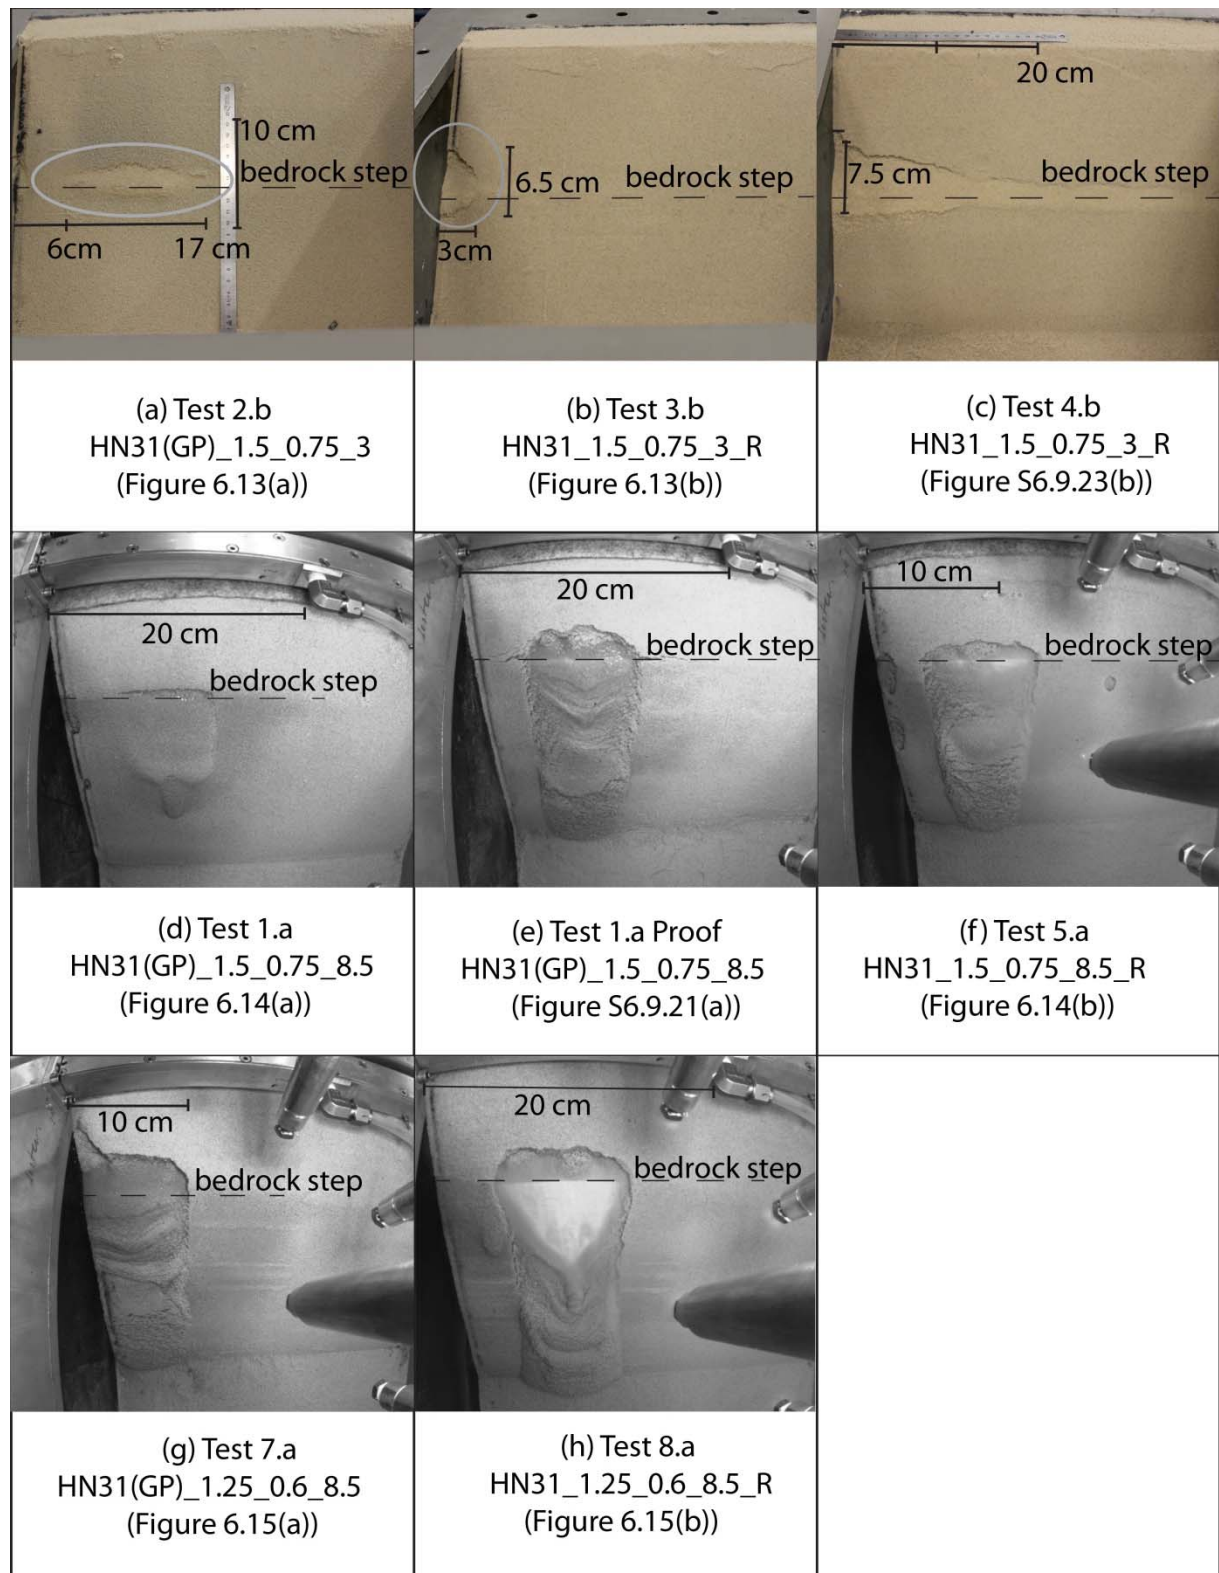 10 cm
bedrock step
6cm
17 cm
6.5 cm
bedrock step
3cm
20 cm
7.5 cm
bedrock step
(a) Test 2.b
HN31(GP)_1.5_0.75_3
(Figure 6.13(a))
(b) Test 3.b
HN31_1.5_0.75_3_R
(Figure 6.13(b))
(c) Test 4.b
HN31_1.5_0.75_3_R
(Figure S6.9.23(b))
20 cm
bedrock step
20 cm
bedrock step
10 cm
bedrock step
(d) Test 1.a
HN31(GP)_1.5_0.75_8.5
(Figure 6.14(a))
(e) Test 1.a Proof
HN31(GP)_1.5_0.75_8.5
(Figure S6.9.21(a))
(f) Test 5.a
HN31_1.5_0.75_8.5_R
(Figure 6.14(b))
10 cm
bedrock step
20 cm
bedrock step
(g) Test 7.a
HN31(GP)_1.25_0.6_8.5
(Figure 6.15(a))
(h) Test 8.a
HN31_1.25_0.6_8.5_R
(Figure 6.15(b))